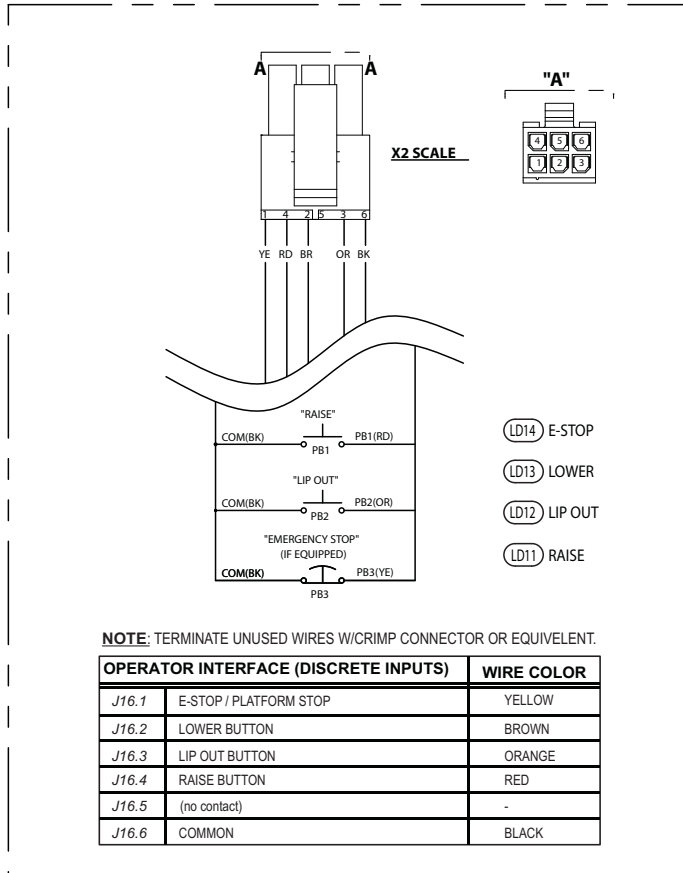 A A
"A"
X2 SCALE
4 5 6
1 2 3
1 4 2 5 3 6
YE RD BR OR BK
"RAISE"
COM(BK) PB1(RD)
PB1
"LIP OUT"
COM(BK) PB2(OR)
PB2
"EMERGENCY STOP"
(IF EQUIPPED)
COM(BK) PB3(YE)
PB3
LD14 E-STOP
LD13 LOWER
LD12 LIP OUT
LD11 RAISE
NOTE: TERMINATE UNUSED WIRES W/CRIMP CONNECTOR OR EQUIVELENT.
OPERATOR INTERFACE (DISCRETE INPUTS) WIRE COLOR
J16.1 E-STOP / PLATFORM STOP YELLOW
J16.2 LOWER BUTTON BROWN
J16.3 LIP OUT BUTTON ORANGE
J16.4 RAISE BUTTON RED
J16.5 (no contact) -
J16.6 COMMON BLACK